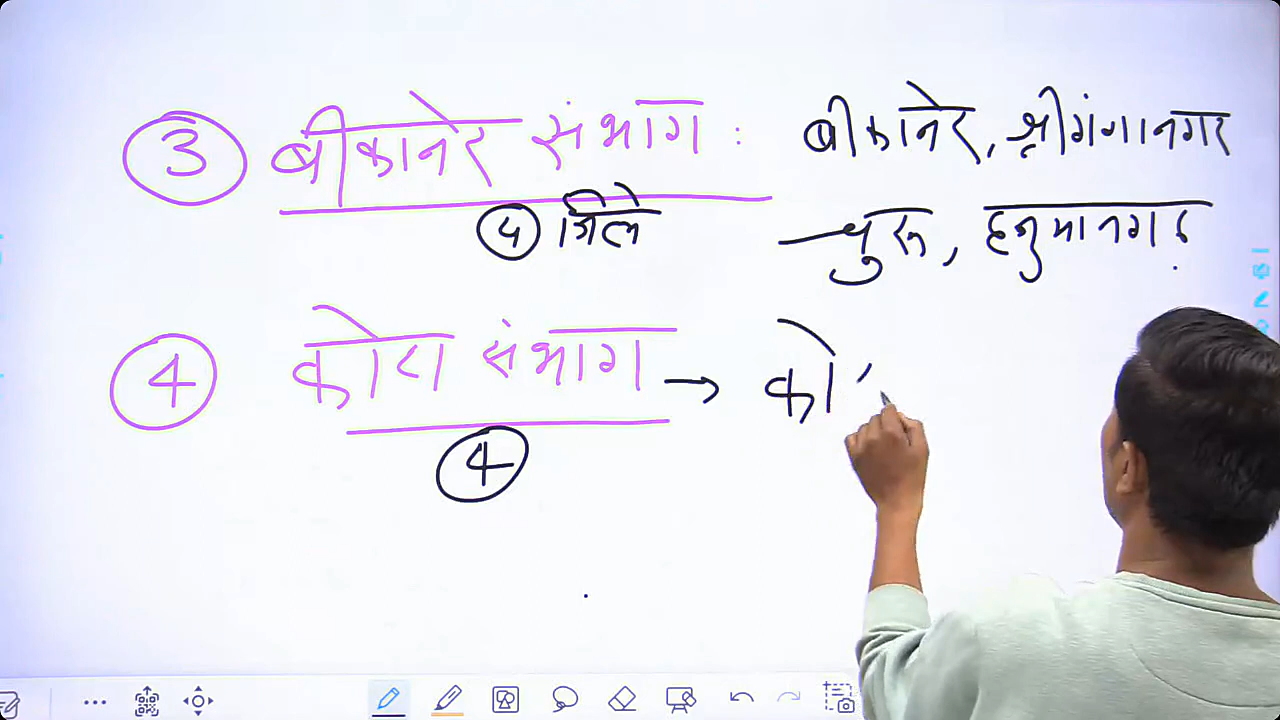 ③ बीकानेर संभाग : बीकानेर, श्रीगंगानगर
④ जिले चुरू, हनुमानगढ़
④ कोटा संभाग → को
④